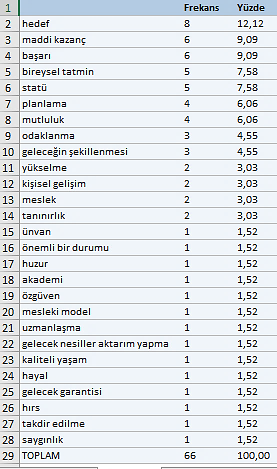 1 Frekans Yüzde
2 hedef 8 12,12
3 maddi kazanç 6 9,09
4 başarı 6 9,09
5 bireysel tatmin 5 7,58
6 statü 5 7,58
7 planlama 4 6,06
8 mutluluk 4 6,06
9 odaklanma 3 4,55
10 geleceğin şekillenmesi 3 4,55
11 yükselme 2 3,03
12 kişisel gelişim 2 3,03
13 meslek 2 3,03
14 tanınırlık 2 3,03
15 ünvan 1 1,52
16 önemli bir durumu 1 1,52
17 huzur 1 1,52
18 akademi 1 1,52
19 özgüven 1 1,52
20 mesleki model 1 1,52
21 uzmanlaşma 1 1,52
22 gelecek nesiller aktarım yapma 1 1,52
23 kaliteli yaşam 1 1,52
24 hayal 1 1,52
25 gelecek garantisi 1 1,52
26 hırs 1 1,52
27 takdir edilme 1 1,52
28 saygınlık 1 1,52
29 TOPLAM 66 100,00